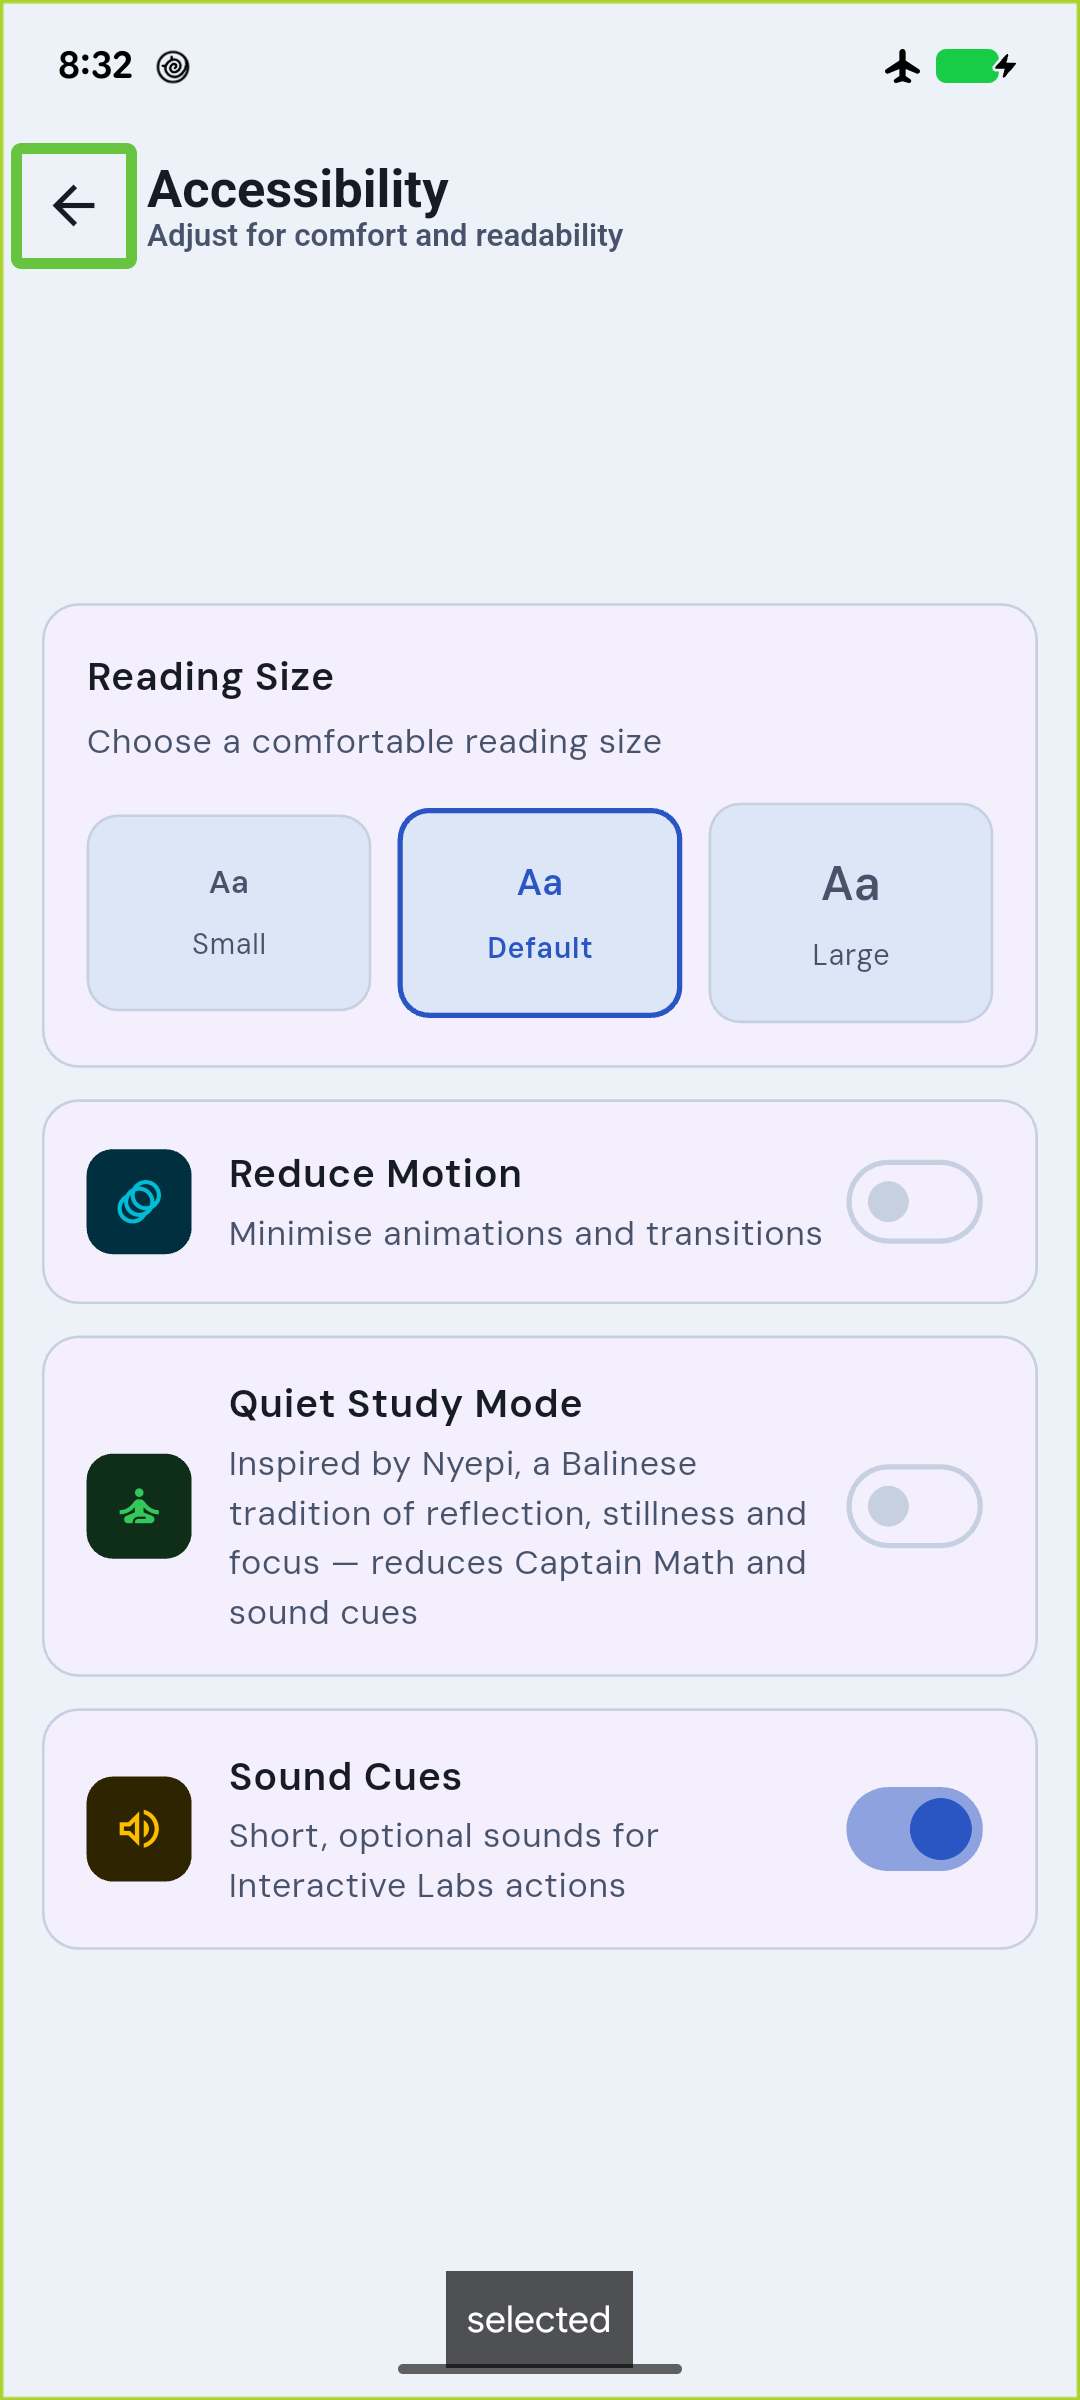 8:32
Accessibility
Adjust for comfort and readability
Reading Size
Choose a comfortable reading size
Aa
Small
Aa
Default
Aa
Large
Reduce Motion
Minimise animations and transitions
Quiet Study Mode
Inspired by Nyepi, a Balinese
tradition of reflection, stillness and
focus — reduces Captain Math and
sound cues
Sound Cues
Short, optional sounds for
Interactive Labs actions
selected